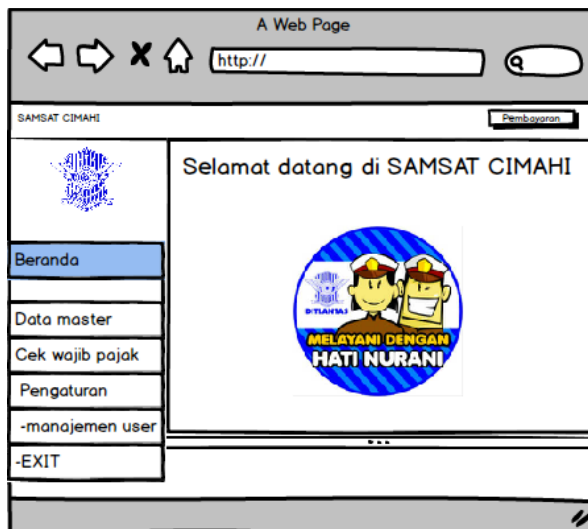 A Web Page
http://
SAMSAT CIMAHI
Pembayaran
Selamat datang di SAMSAT CIMAHI
Beranda
Data master
Cek wajib pajak
Pengaturan
-manajemen user
-EXIT
DITLANTAS
MELAYANI DENGAN
HATI NURANI